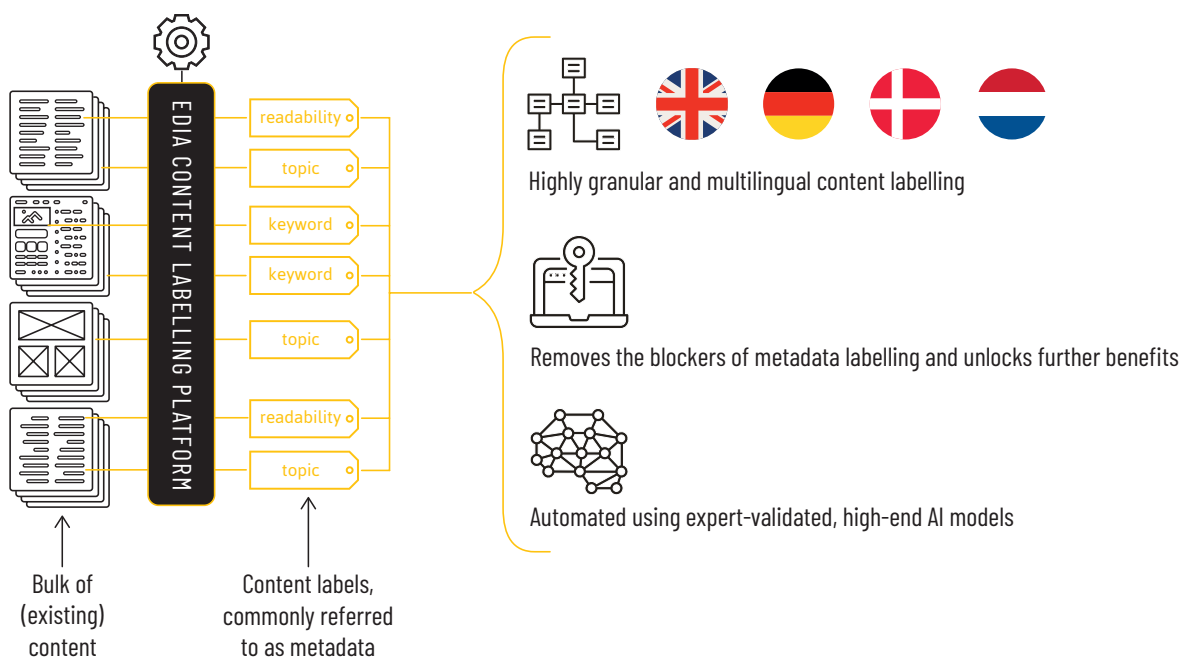 EDIA CONTENT LABELLING PLATFORM
readability
topic
keyword
keyword
topic
readability
topic
Bulk of
(existing)
content
Content labels,
commonly referred
to as metadata
Highly granular and multilingual content labelling
Removes the blockers of metadata labelling and unlocks further benefits
Automated using expert-validated, high-end AI models